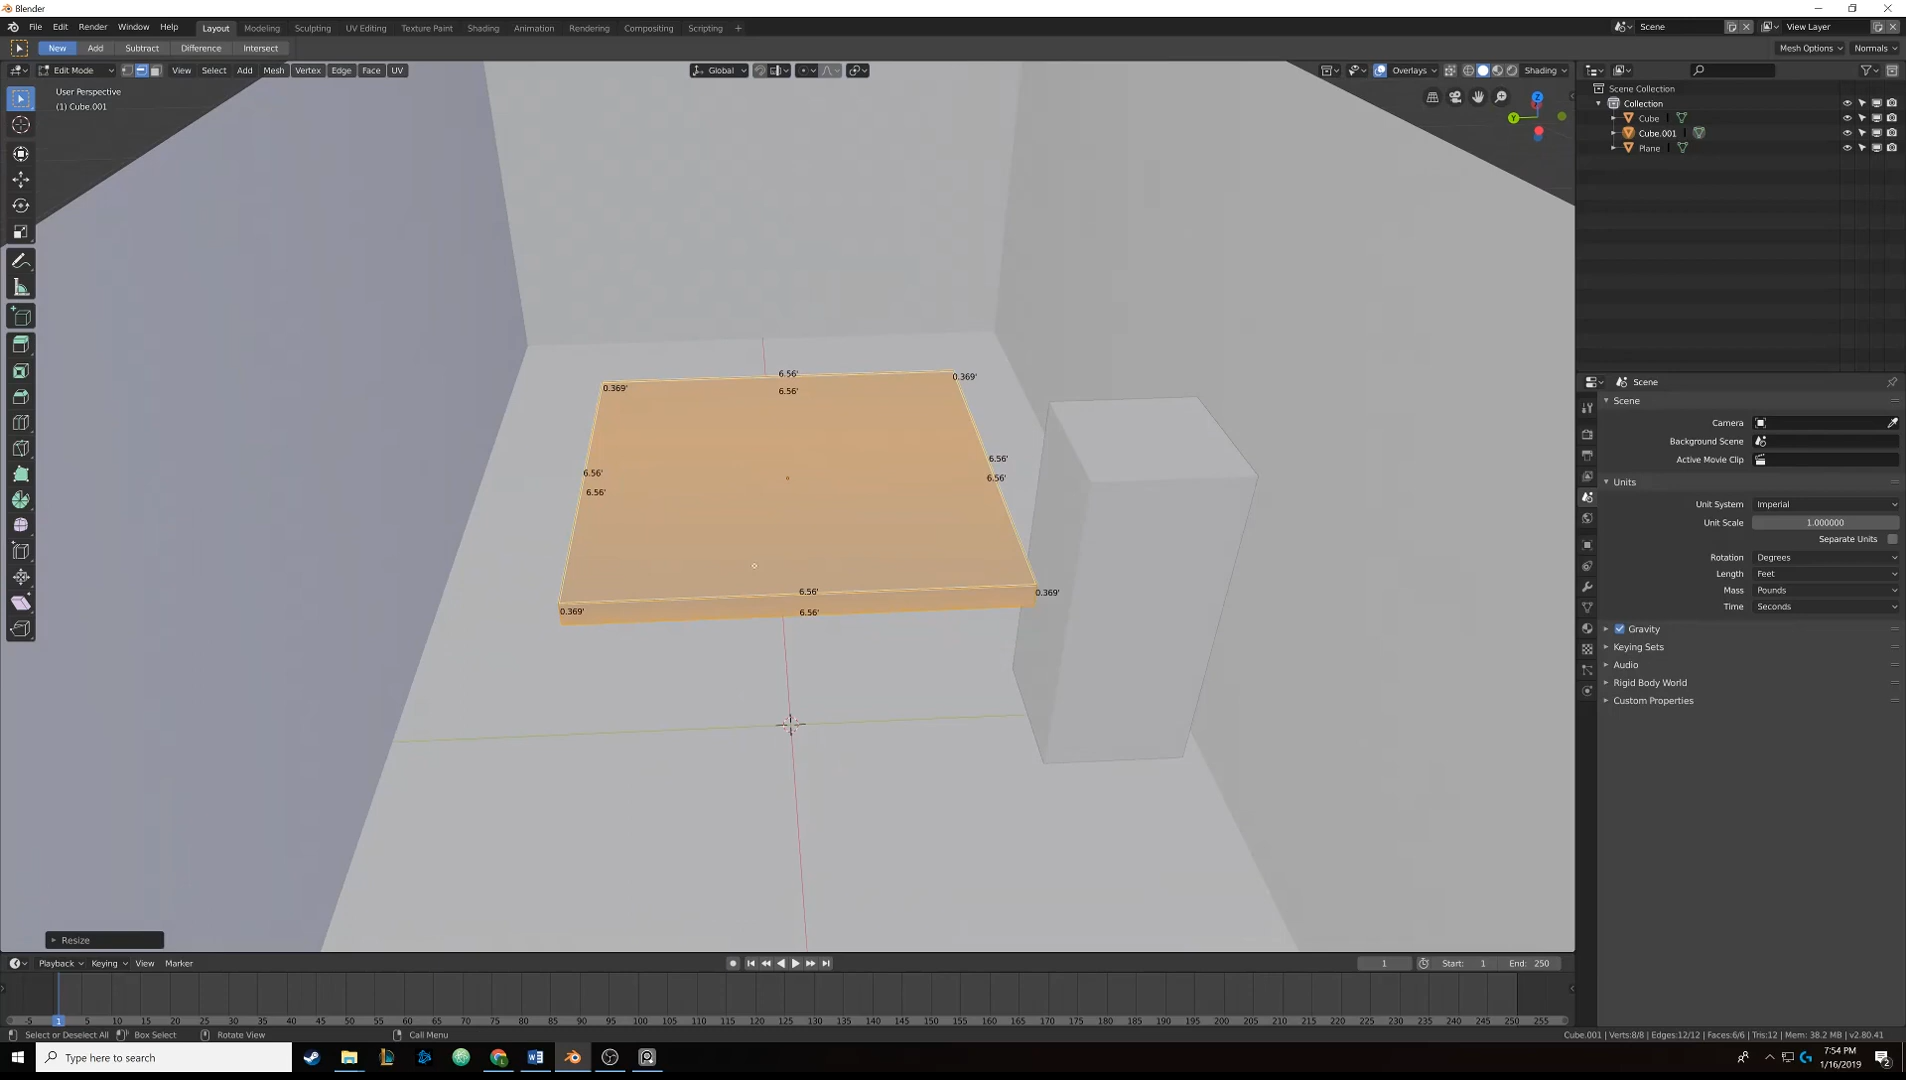 Blender
File Edit Render Window Help Layout Modeling Sculpting UV Editing Texture Paint Shading Animation Rendering Compositing Scripting + Scene View Layer
New Add Subtract Difference Intersect Mesh Options Normals
Edit Mode View Select Add Mesh Vertex Edge Face UV Global Overlays Shading
User Perspective
(1) Cube.001
Z
Y
Scene Collection
Collection
Cube
Cube.001
Plane
6.56'
0.369'
0.369'
6.56'
6.56'
6.56'
6.56'
6.56'
6.56'
0.369'
0.369'
6.56'
Scene
Scene
Camera
Background Scene
Active Movie Clip
Units
Unit System Imperial
Unit Scale 1.000000
Separate Units
Rotation Degrees
Length Feet
Mass Pounds
Time Seconds
Gravity
Keying Sets
Audio
Rigid Body World
Custom Properties
Resize
Playback Keying View Marker 1 Start: 1 End: 250
-5 1 5 10 15 20 25 30 35 40 45 50 55 60 65 70 75 80 85 90 95 100 105 110 115 120 125 130 135 140 145 150 155 160 165 170 175 180 185 190 195 200 205 210 215 220 225 230 235 240 245 250 255
Select or Deselect All Box Select Rotate View Call Menu Cube.001 | Verts:8/8 | Edges:12/12 | Faces:6/6 | Tris:12 | Mem: 38.2 MB | v2.80.41
Type here to search
7:54 PM
1/16/2019
2